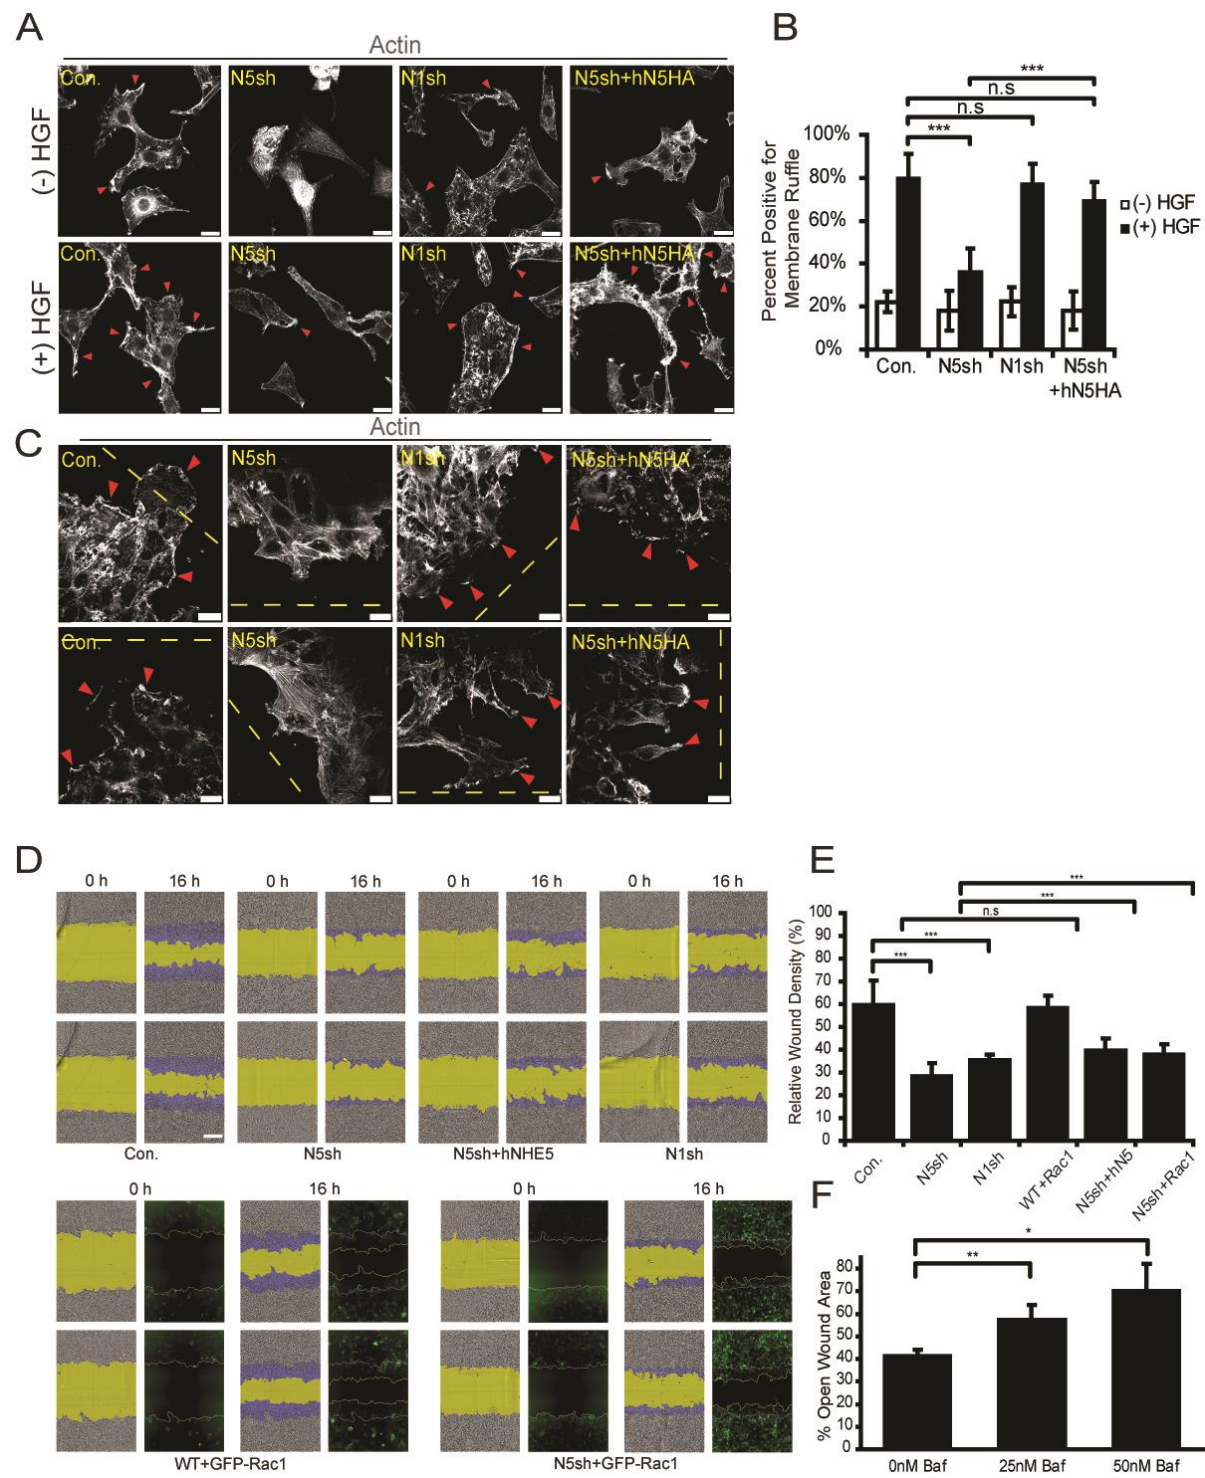 A
Actin
(-) HGF
Con.
N5sh
N1sh
N5sh+hN5HA
(+) HGF
Con.
N5sh
N1sh
N5sh+hN5HA
B
***
n.s
n.s
***
Percent Positive for
Membrane Ruffle
100%
80%
60%
40%
20%
0%
(-) HGF
(+) HGF
Con.
N5sh
N1sh
N5sh
+hN5HA
C
Actin
Con.
N5sh
N1sh
N5sh+hN5HA
Con.
N5sh
N1sh
N5sh+hN5HA
D
0 h
16 h
0 h
16 h
0 h
16 h
0 h
16 h
Con.
N5sh
N5sh+hNHE5
N1sh
0 h
16 h
0 h
16 h
WT+GFP-Rac1
N5sh+GFP-Rac1
E
***
***
n.s
***
***
Relative Wound Density (%)
100
90
80
70
60
50
40
30
20
10
0
Con.
N5sh
N1sh
WT+Rac1
N5sh+hN5
N5sh+Rac1
F
*
**
% Open Wound Area
80
70
60
50
40
30
20
10
0
0nM Baf
25nM Baf
50nM Baf